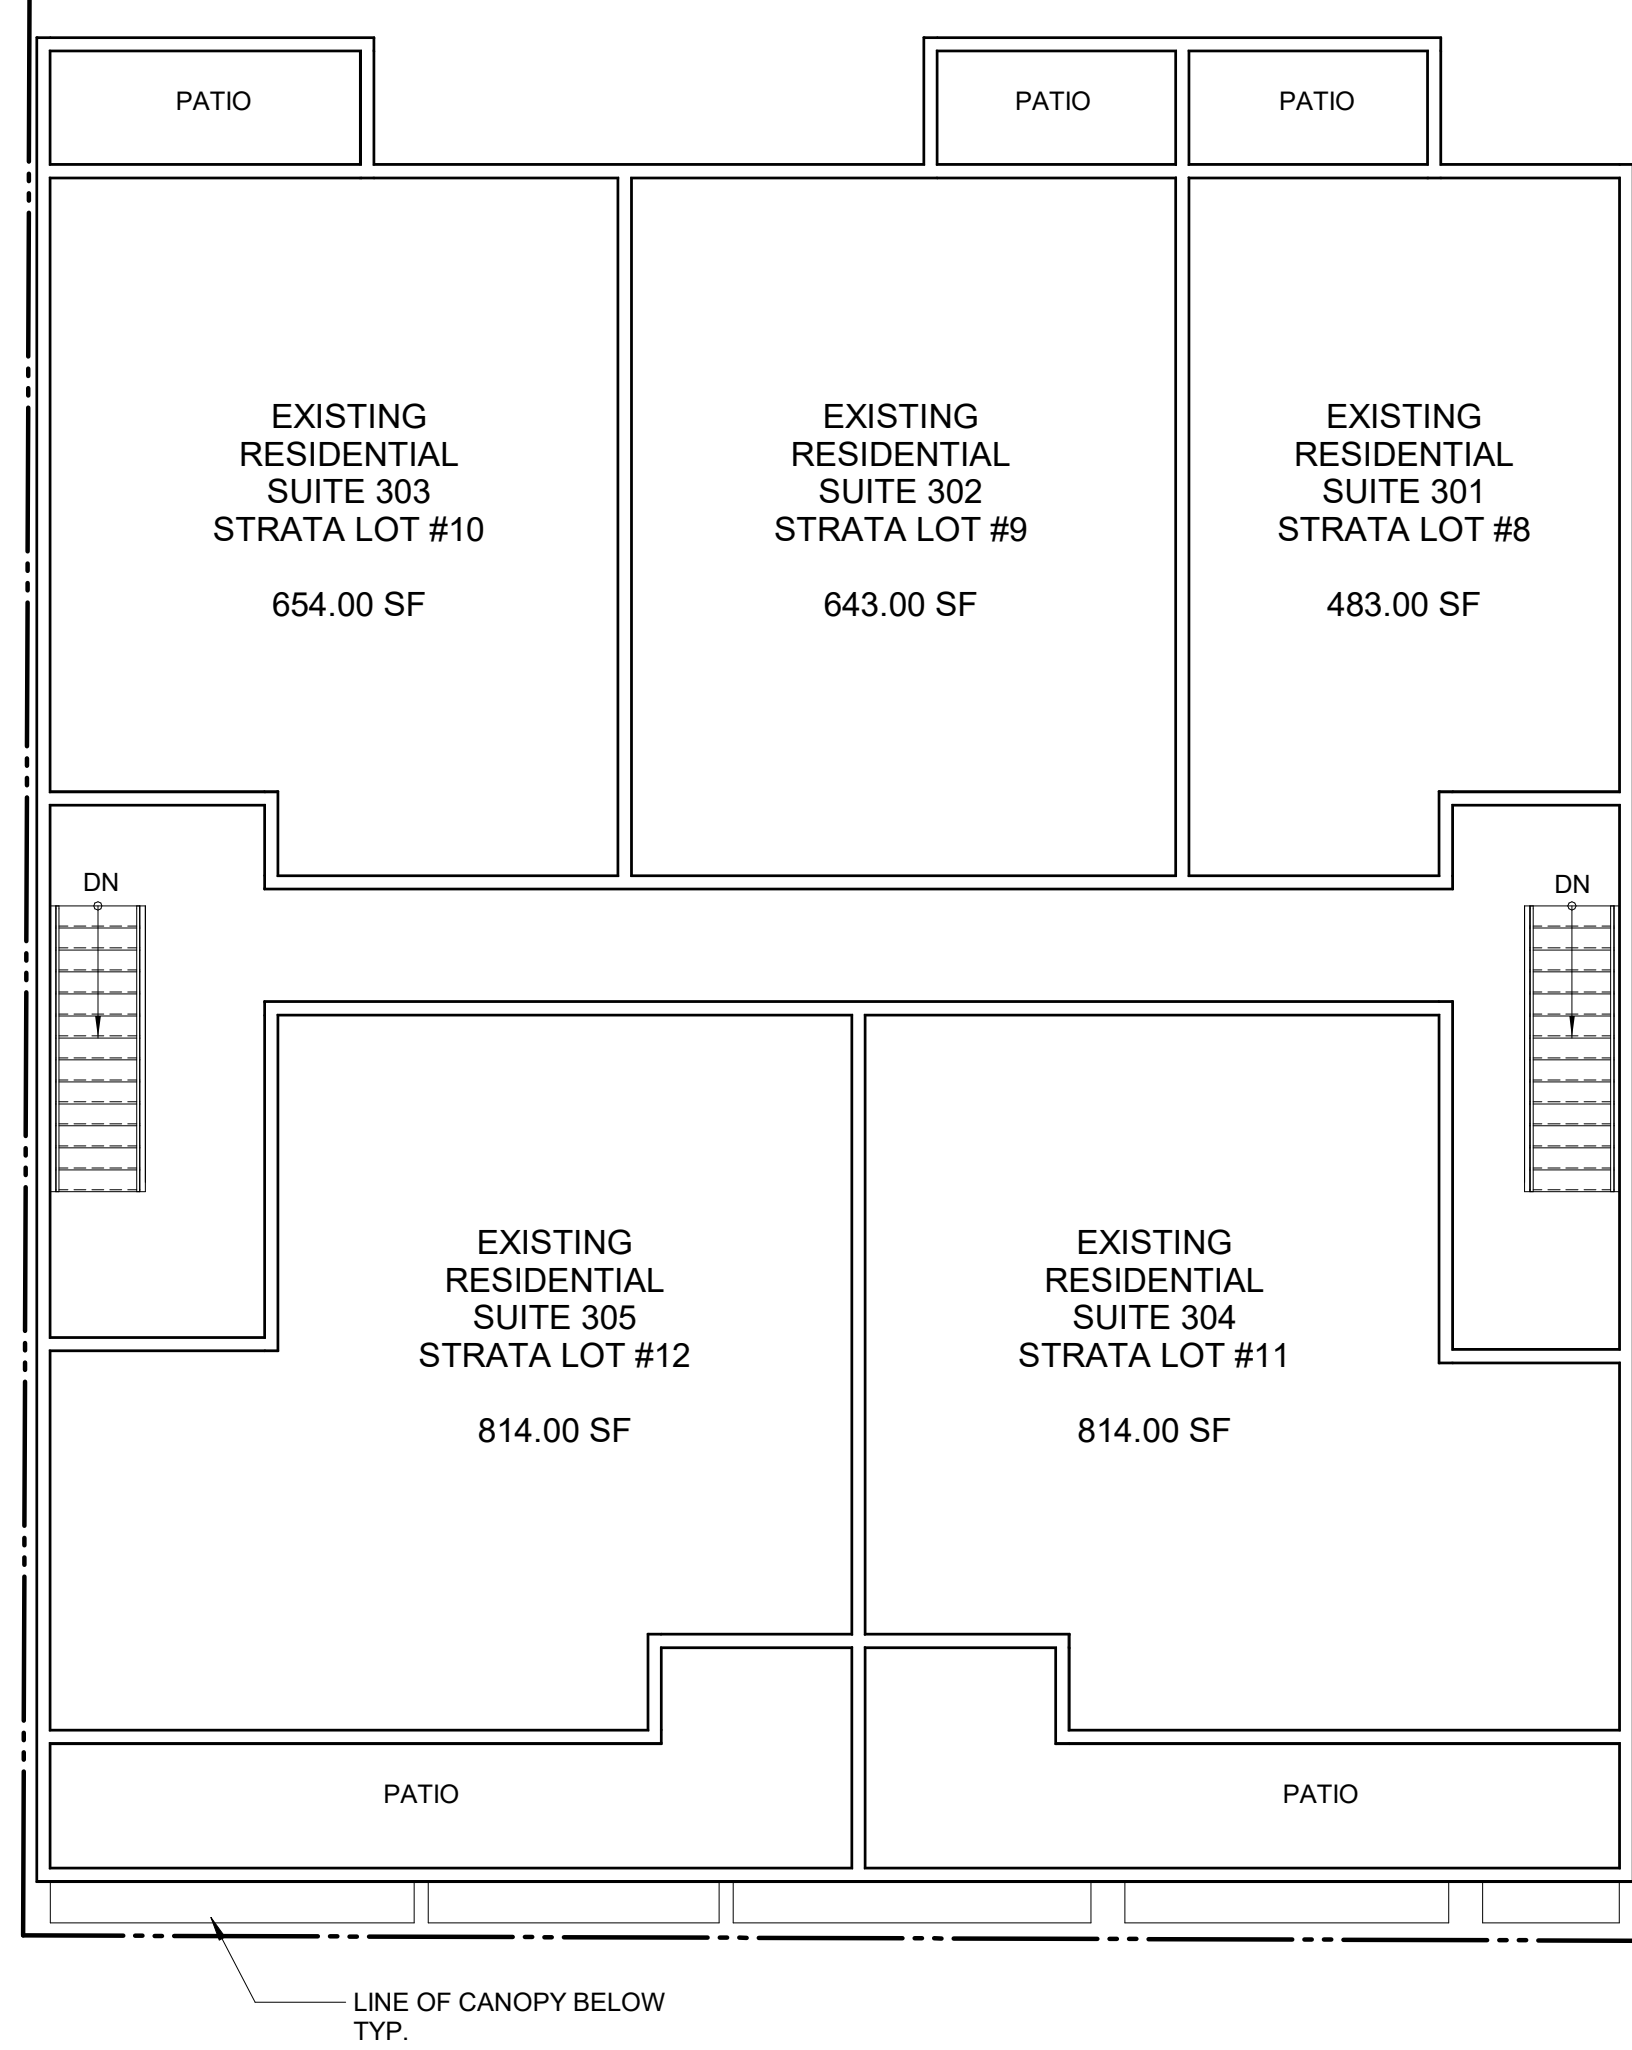 PATIO
PATIO
PATIO
EXISTING
RESIDENTIAL
SUITE 303
STRATA LOT #10
654.00 SF
EXISTING
RESIDENTIAL
SUITE 302
STRATA LOT #9
643.00 SF
EXISTING
RESIDENTIAL
SUITE 301
STRATA LOT #8
483.00 SF
DN
DN
EXISTING
RESIDENTIAL
SUITE 305
STRATA LOT #12
814.00 SF
EXISTING
RESIDENTIAL
SUITE 304
STRATA LOT #11
814.00 SF
PATIO
PATIO
LINE OF CANOPY BELOW
TYP.